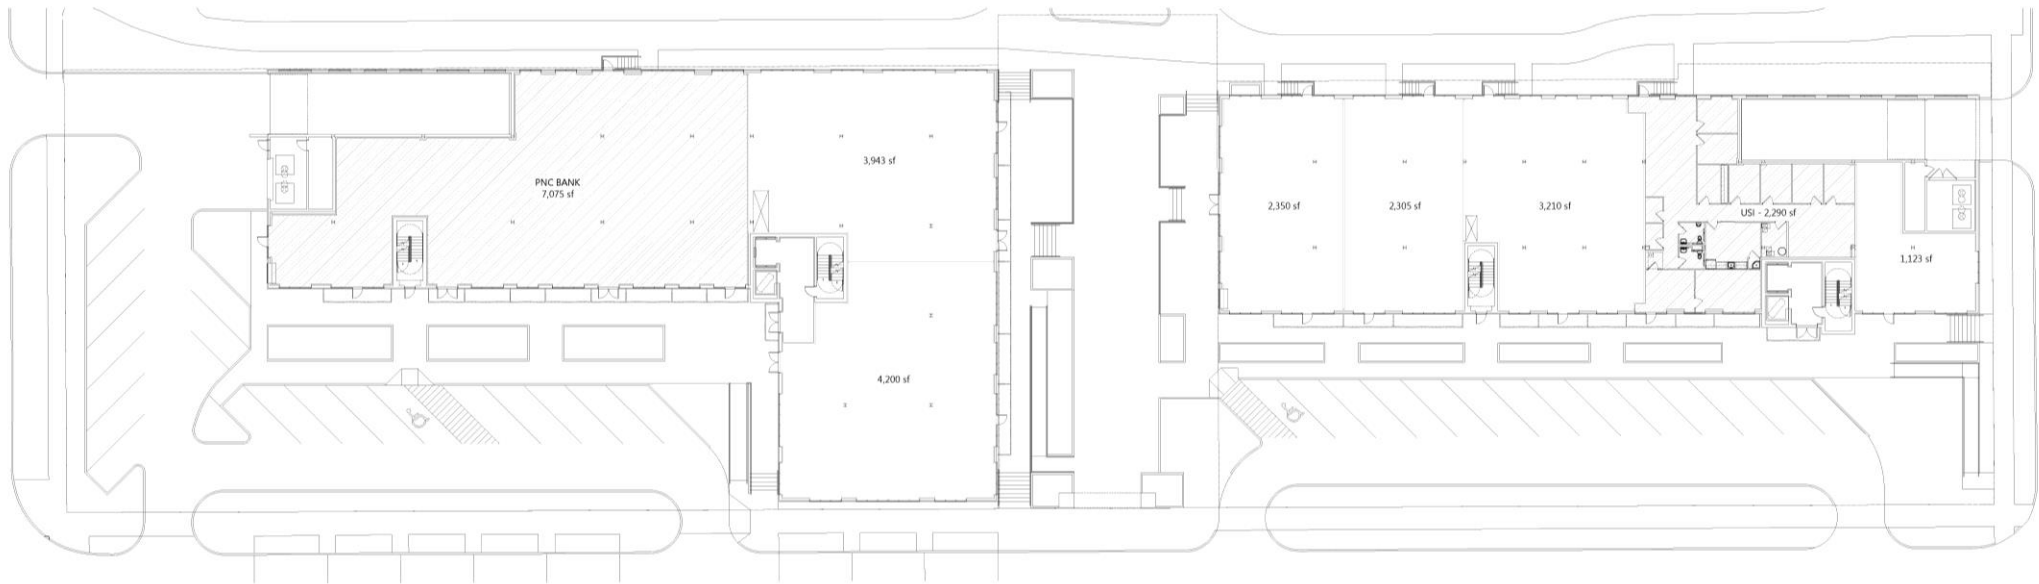 PNC BANK
7,075 sf
3,943 sf
4,200 sf
2,350 sf
2,305 sf
3,210 sf
USI - 2,290 sf
1,123 sf